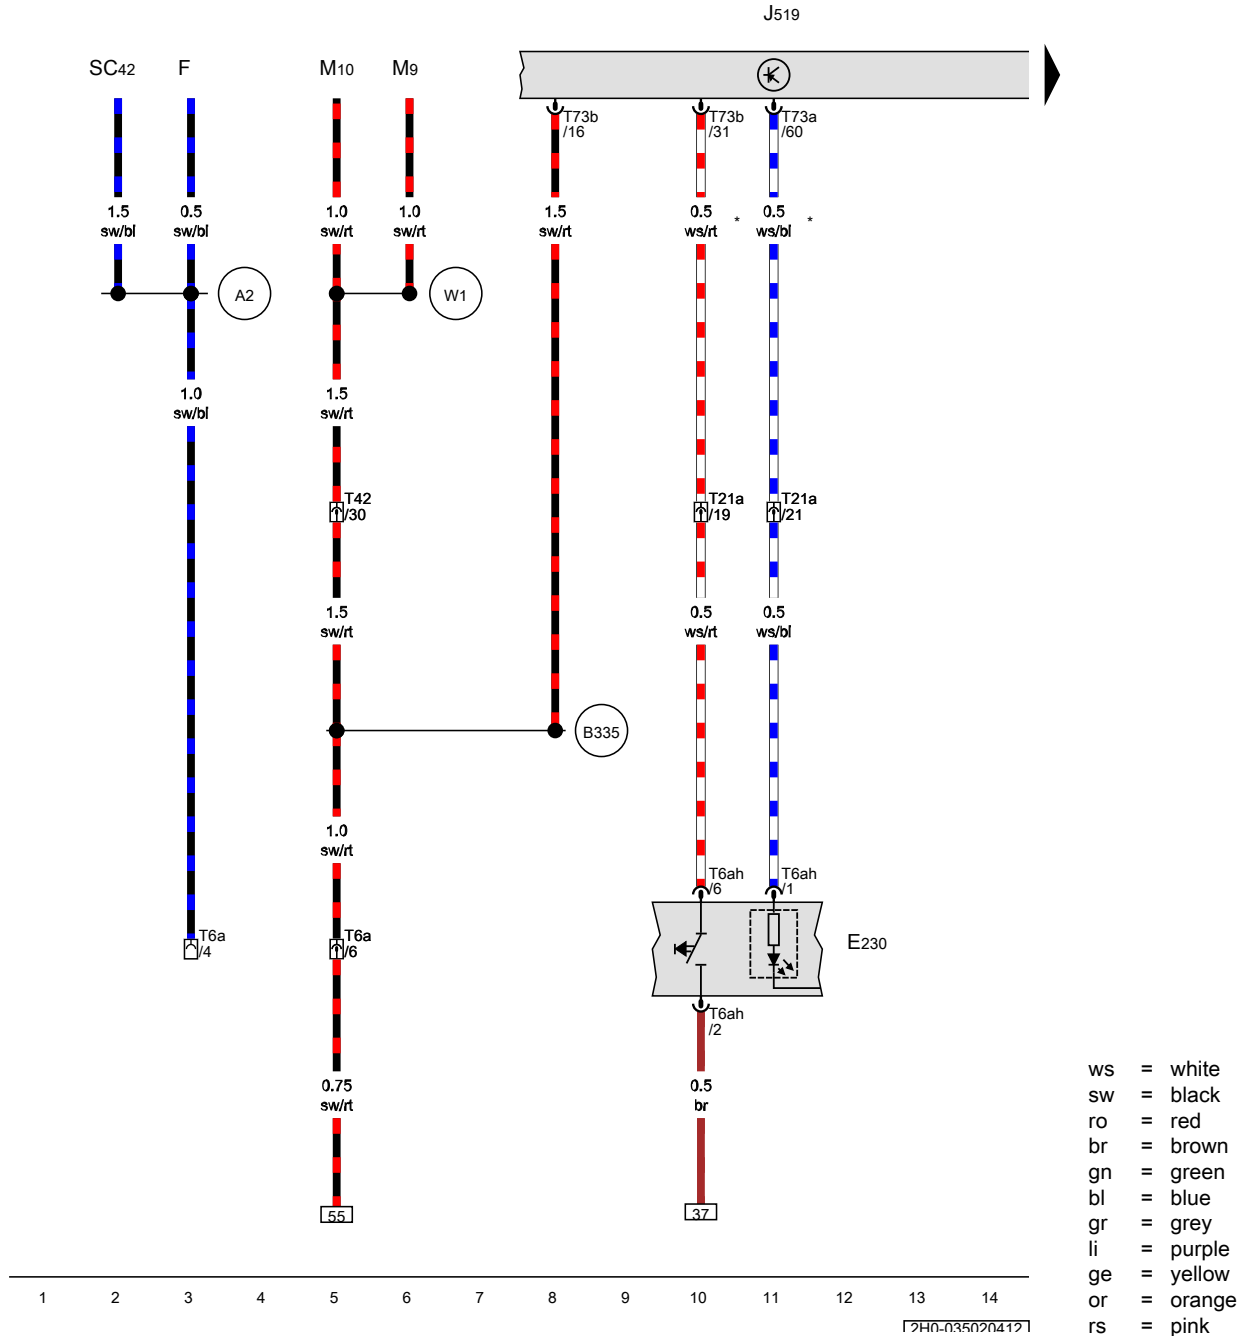 J519
SC42 F M10 M9
T73b
/16
T73b
/31
T73a
/60
1.5
sw/bl
0.5
sw/bl
1.0
sw/rt
1.0
sw/rt
1.5
sw/rt
0.5
ws/rt
*
0.5
ws/bl
*
A2
W1
1.0
sw/bl
1.5
sw/rt
T42
/30
T21a
/19
T21a
/21
1.5
sw/rt
0.5
ws/rt
0.5
ws/bl
B335
1.0
sw/rt
T6ah
/6
T6ah
/1
T6a
/4
T6a
/6
E230
T6ah
/2
0.75
sw/rt
0.5
br
55
37
ws = white
sw = black
ro = red
br = brown
gn = green
bl = blue
gr = grey
li = purple
ge = yellow
or = orange
rs = pink
1 2 3 4 5 6 7 8 9 10 11 12 13 14
2H0-035020412